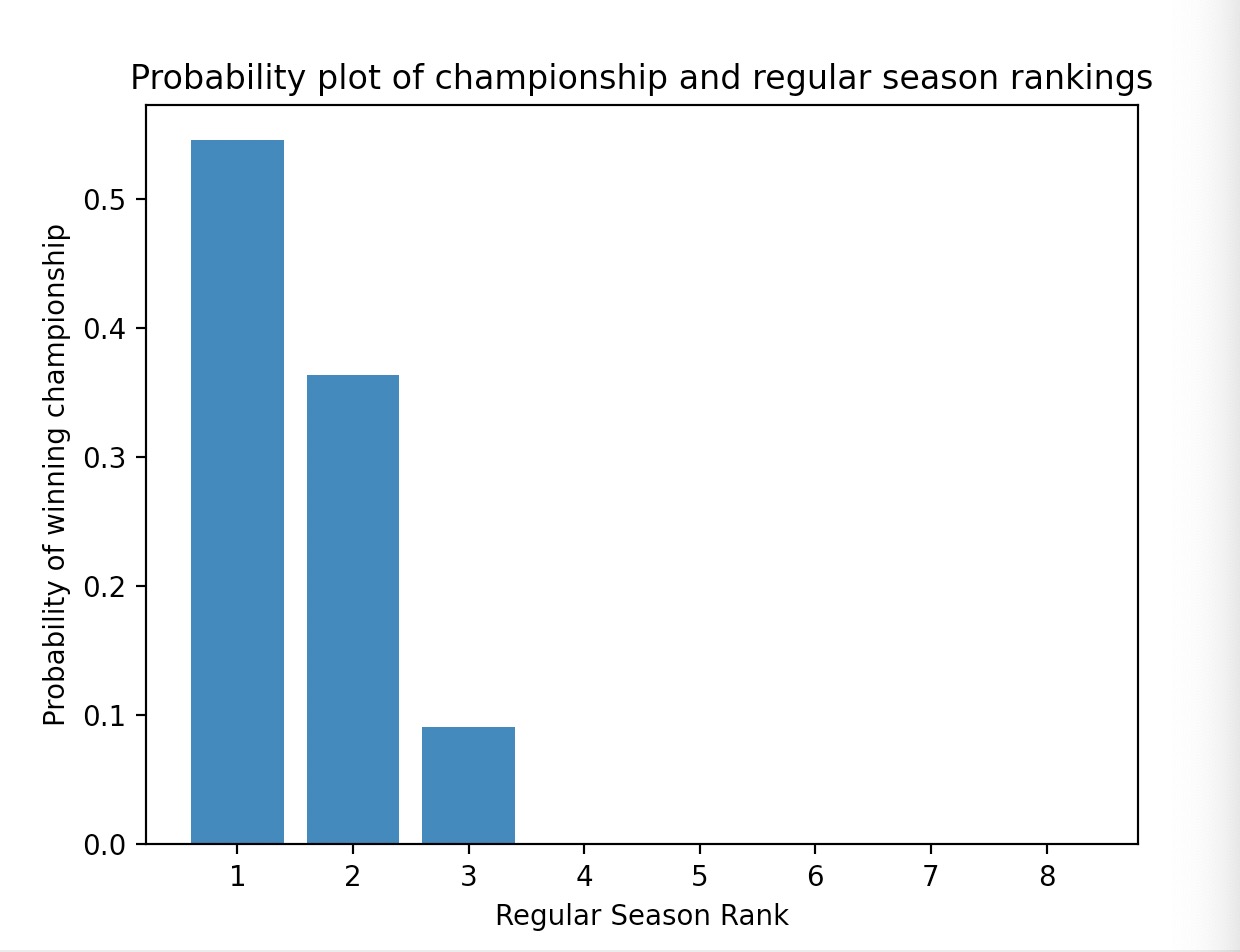 Probability plot of championship and regular season rankings
Probability of winning championship
0.5
0.4
0.3
0.2
0.1
0.0
1 2 3 4 5 6 7 8
Regular Season Rank